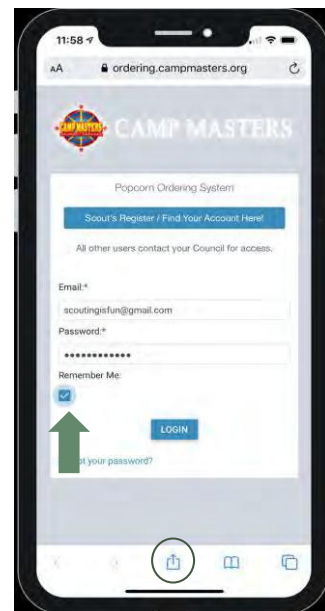 11:58
AA ordering.campmasters.org
CAMP MASTERS
CAMP MASTERS
Popcorn Ordering System
Scout's Register / Find Your Account Here!
All other users contact your Council for access.
Email:*
scoutingisfun@gmail.com
Password:*
••••••••••••
Remember Me:
LOGIN
your password?